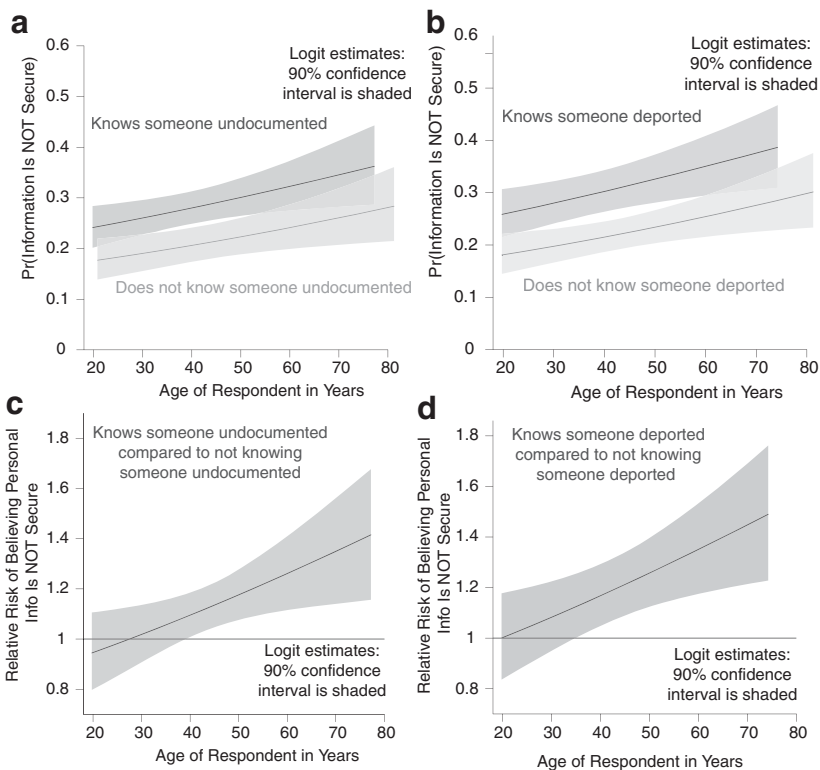 a
Pr(Information Is NOT Secure)
0.6
0.5
0.4
0.3
0.2
0.1
0
Logit estimates:
90% confidence
interval is shaded
Knows someone undocumented
Does not know someone undocumented
20 30 40 50 60 70 80
Age of Respondent in Years
b
Pr(Information Is NOT Secure)
0.6
0.5
0.4
0.3
0.2
0.1
0
Logit estimates:
90% confidence
interval is shaded
Knows someone deported
Does not know someone deported
20 30 40 50 60 70 80
Age of Respondent in Years
c
Relative Risk of Believing Personal
Info Is NOT Secure
1.8
1.6
1.4
1.2
1
0.8
Knows someone undocumented
compared to not knowing
someone undocumented
Logit estimates:
90% confidence
interval is shaded
20 30 40 50 60 70 80
Age of Respondent in Years
d
Relative Risk of Believing Personal
Info Is NOT Secure
1.8
1.6
1.4
1.2
1
0.8
Knows someone deported
compared to not knowing
someone deported
Logit estimates:
90% confidence
interval is shaded
20 30 40 50 60 70 80
Age of Respondent in Years